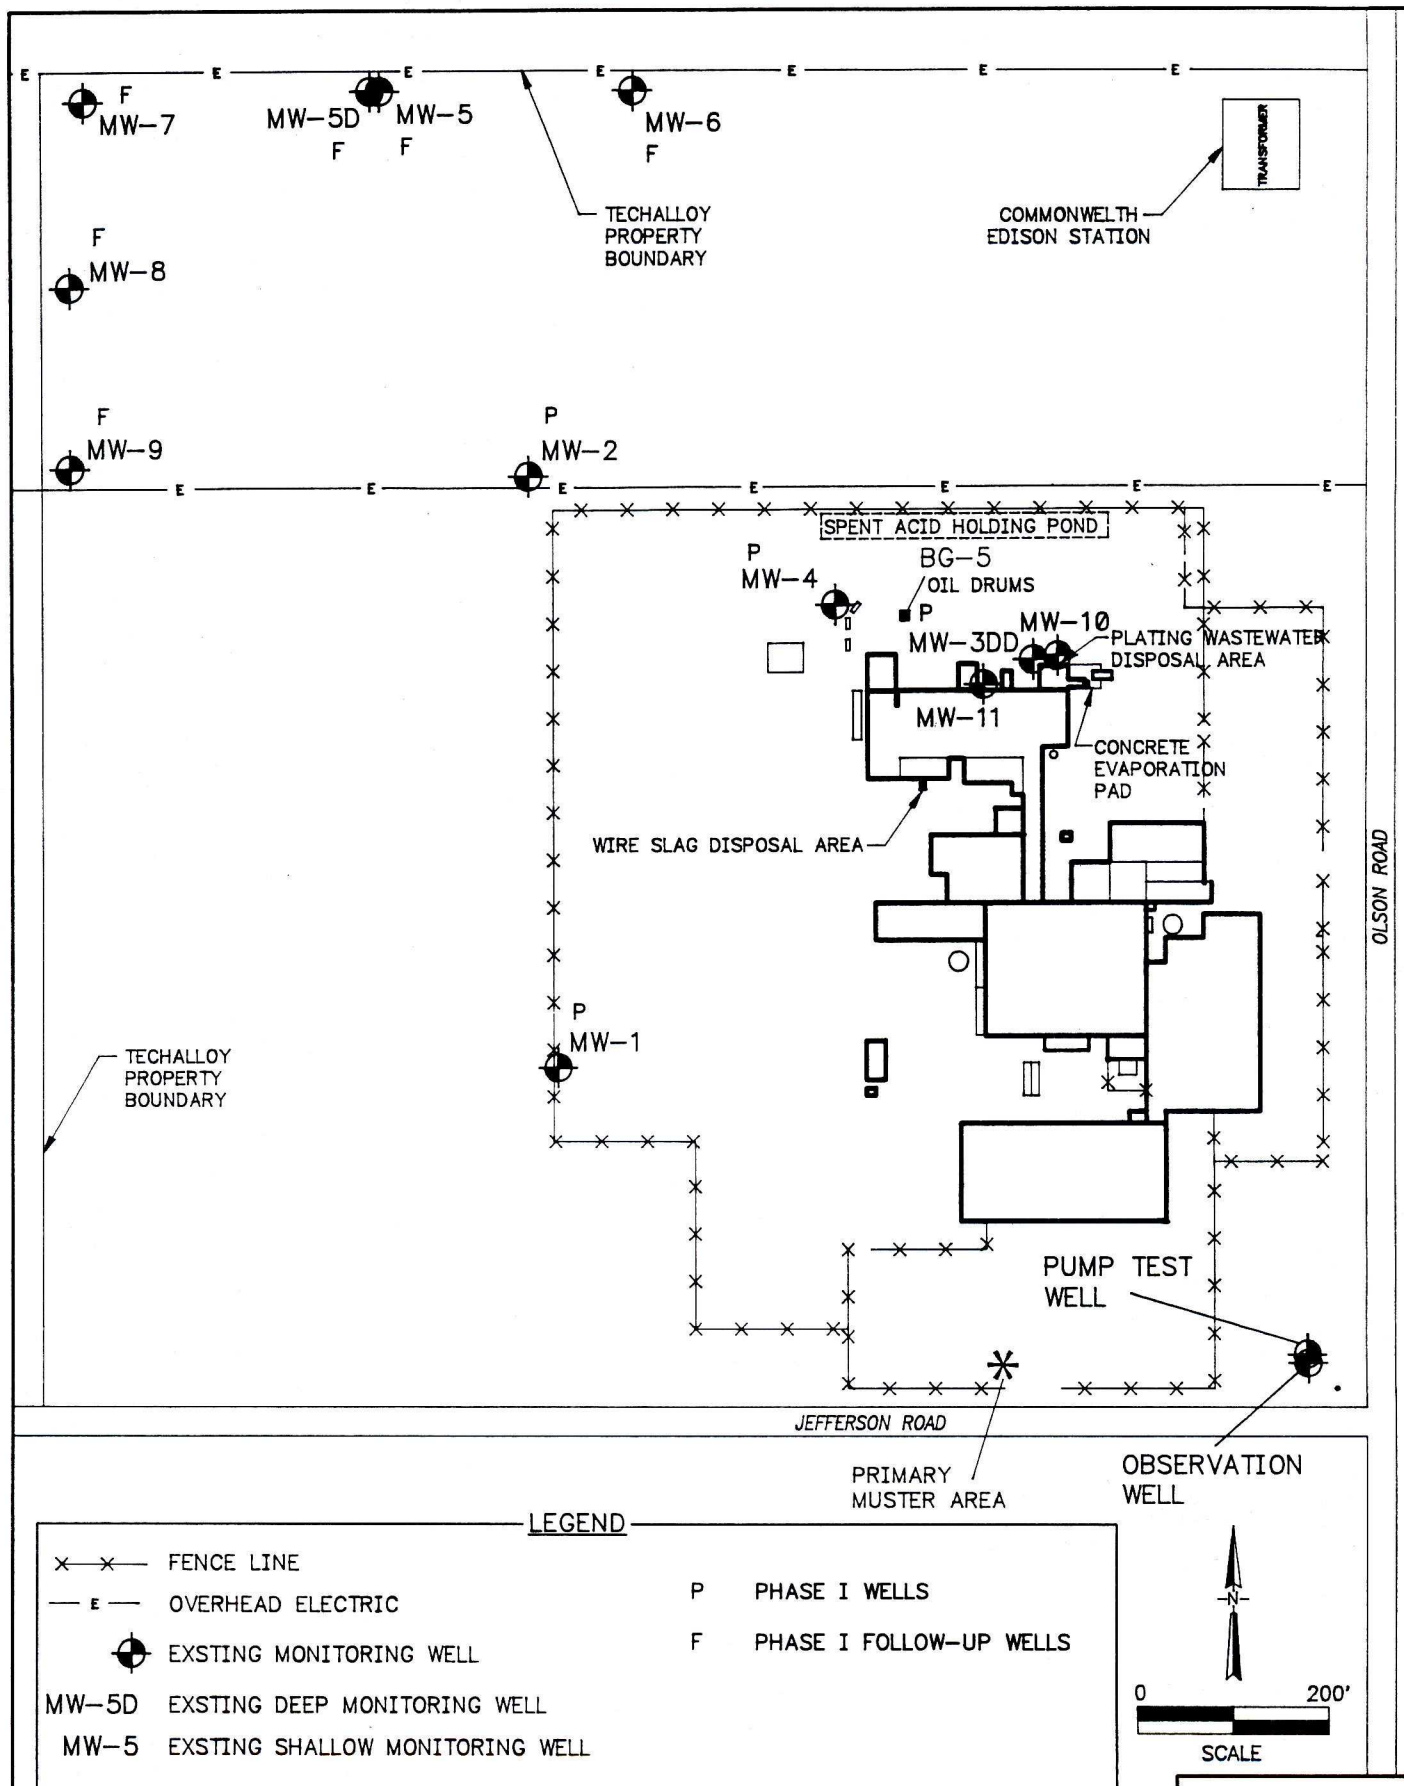 E E E E E E E
F
MW-7
MW-5D
F
MW-5
F
MW-6
F
TRANSFORMER
TECHALLOY
PROPERTY
BOUNDARY
COMMONWELTH
EDISON STATION
F
MW-8
F
MW-9
P
MW-2
E E E E E E E
SPENT ACID HOLDING POND
P
MW-4
BG-5
OIL DRUMS
P
MW-3DD
MW-10
PLATING WASTEWATER
DISPOSAL AREA
MW-11
CONCRETE
EVAPORATION
PAD
WIRE SLAG DISPOSAL AREA
OLSON ROAD
P
MW-1
TECHALLOY
PROPERTY
BOUNDARY
PUMP TEST
WELL
JEFFERSON ROAD
PRIMARY
MUSTER AREA
OBSERVATION
WELL
LEGEND
FENCE LINE
E OVERHEAD ELECTRIC
EXSTING MONITORING WELL
MW-5D EXSTING DEEP MONITORING WELL
MW-5 EXSTING SHALLOW MONITORING WELL
P PHASE I WELLS
F PHASE I FOLLOW-UP WELLS
N
0 200'
SCALE